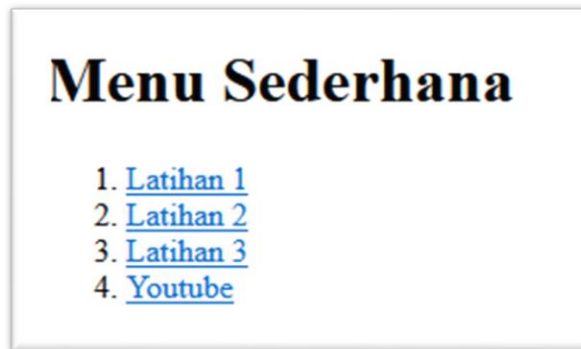 Menu Sederhana
1. Latihan 1
2. Latihan 2
3. Latihan 3
4. Youtube